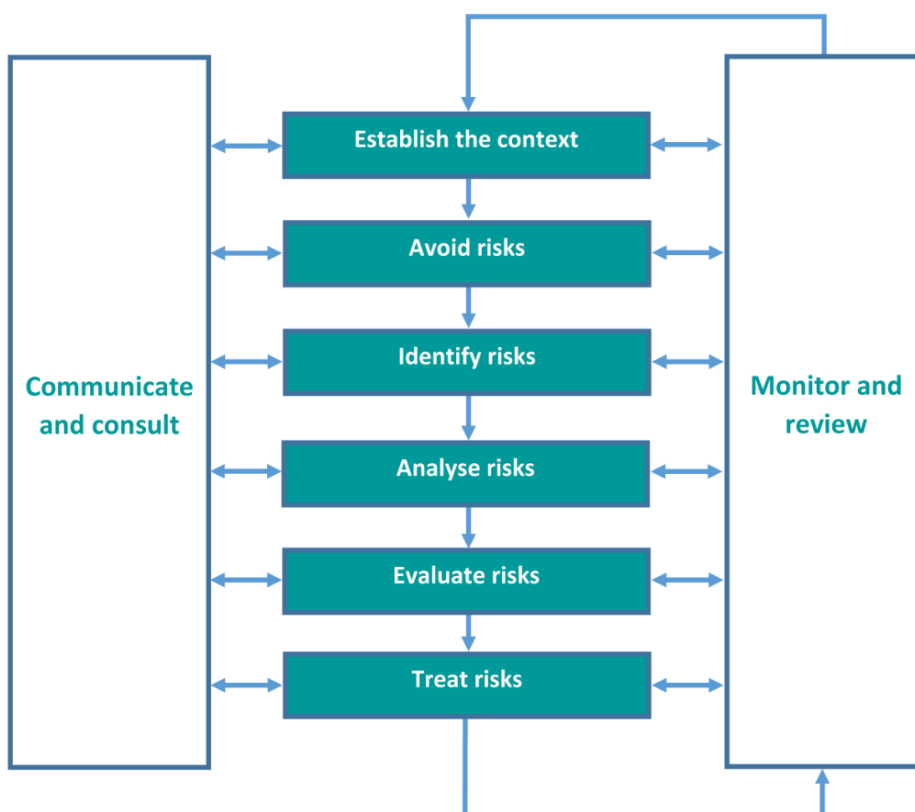 Establish the context
Avoid risks
Identify risks
Communicate
and consult
Monitor and
review
Analyse risks
Evaluate risks
Treat risks